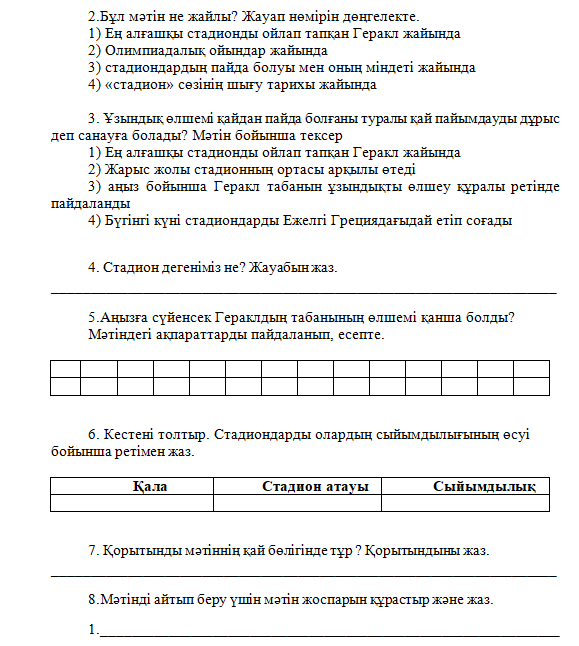 2.Бұл мәтін не жайлы? Жауап нөмірін дөңгелекте.
1) Ең алғашқы стадионды ойлап тапқан Геракл жайында
2) Олимпиадалық ойындар жайында
3) стадиондардың пайда болуы мен оның міндеті жайында
4) «стадион» сөзінің шығу тарихы жайында
3. Ұзындық өлшемі қайдан пайда болғаны туралы қай пайымдауды дұрыс
деп санауға болады? Мәтін бойынша тексер
1) Ең алғашқы стадионды ойлап тапқан Геракл жайында
2) Жарыс жолы стадионның ортасы арқылы өтеді
3) аңыз бойынша Геракл табанын ұзындықты өлшеу құралы ретінде
пайдаланды
4) Бүгінгі күні стадиондарды Ежелгі Грециядағыдай етіп соғады
4. Стадион дегеніміз не? Жауабын жаз.
5.Аңызға сүйенсек Гераклдың табанының өлшемі қанша болды?
Мәтіндегі ақпараттарды пайдаланып, есепте.
6. Кестені толтыр. Стадиондарды олардың сыйымдылығының өсуі
бойынша ретімен жаз.
Қала Стадион атауы Сыйымдылық
7. Қорытынды мәтіннің қай бөлігінде тұр ? Қорытындыны жаз.
8.Мәтінді айтып беру үшін мәтін жоспарын құрастыр және жаз.
1.